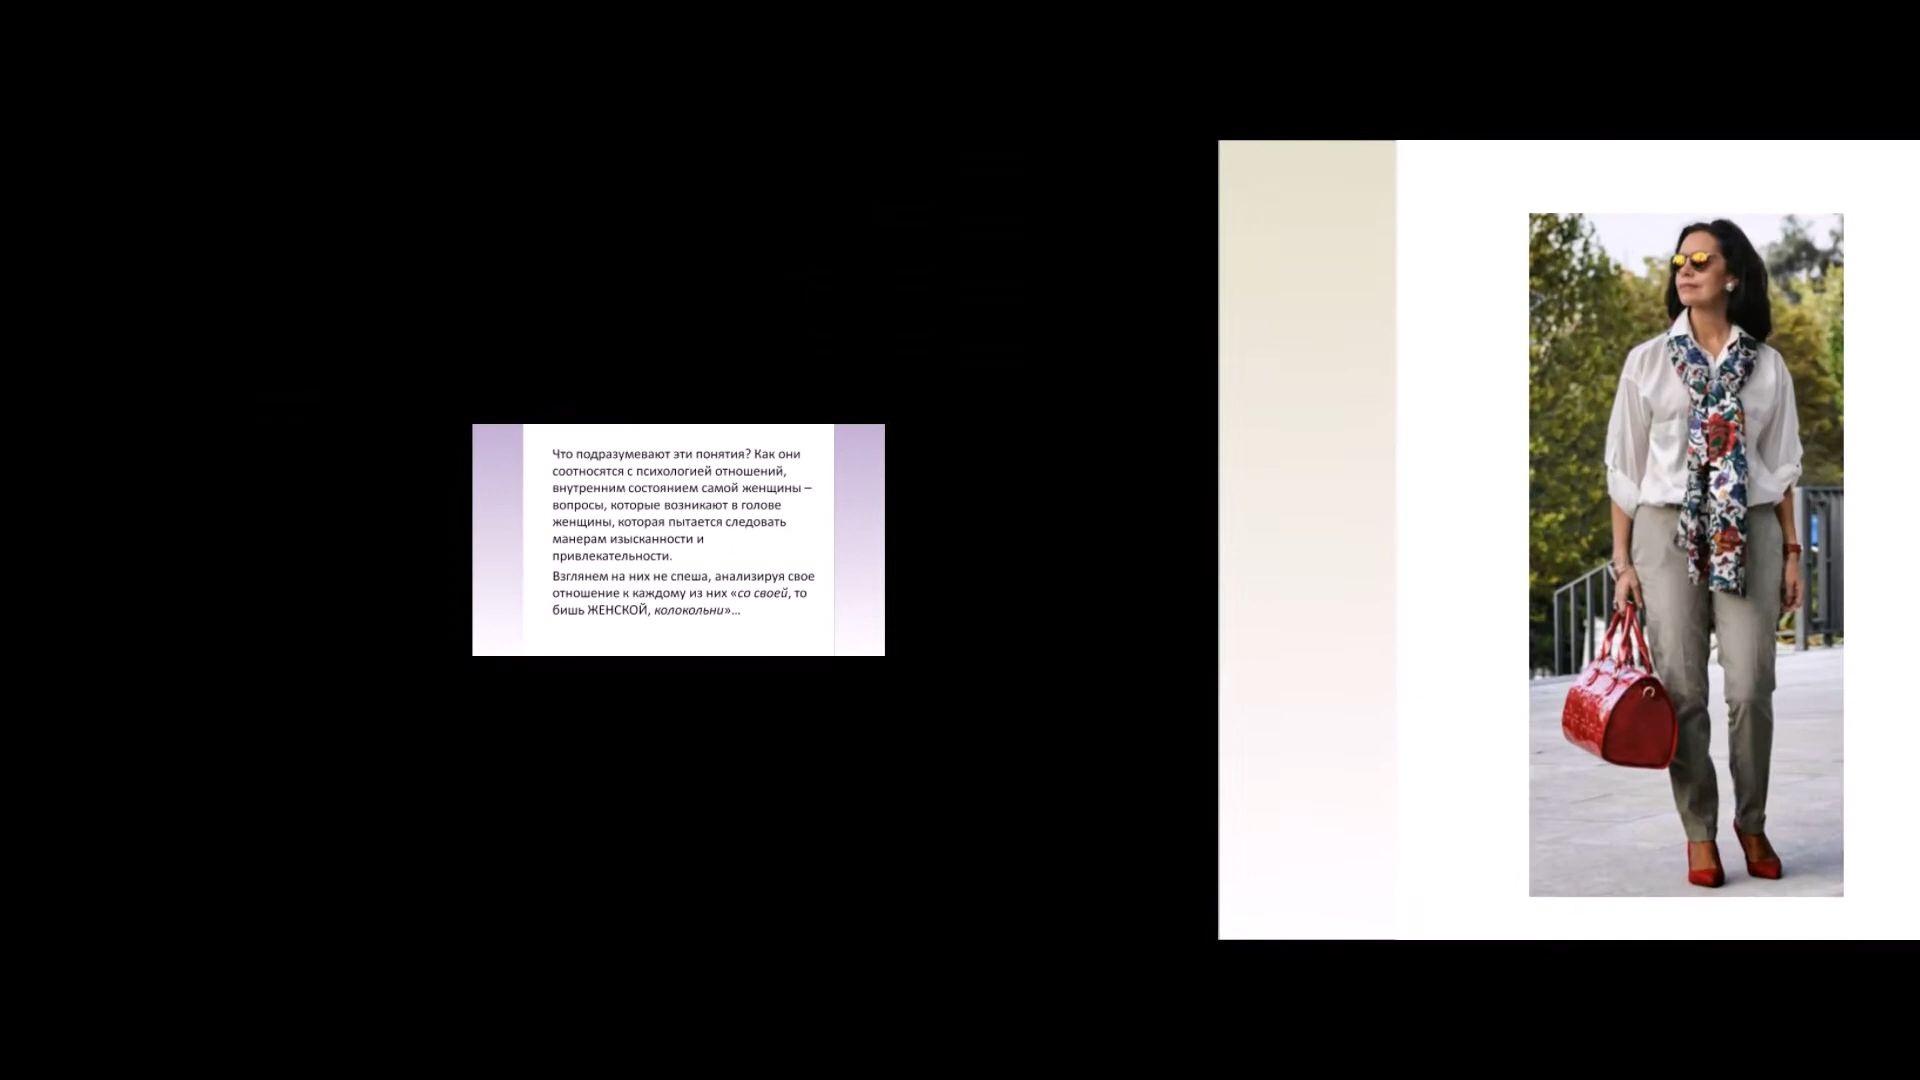 Что подразумевают эти понятия? Как они
соотносятся с психологией отношений,
внутренним состоянием самой женщины –
вопросы, которые возникают в голове
женщины, которая пытается следовать
манерам изысканности и
привлекательности.
Взглянем на них не спеша, анализируя свое
отношение к каждому из них «со своей, то
бишь ЖЕНСКОЙ, колокольни»…